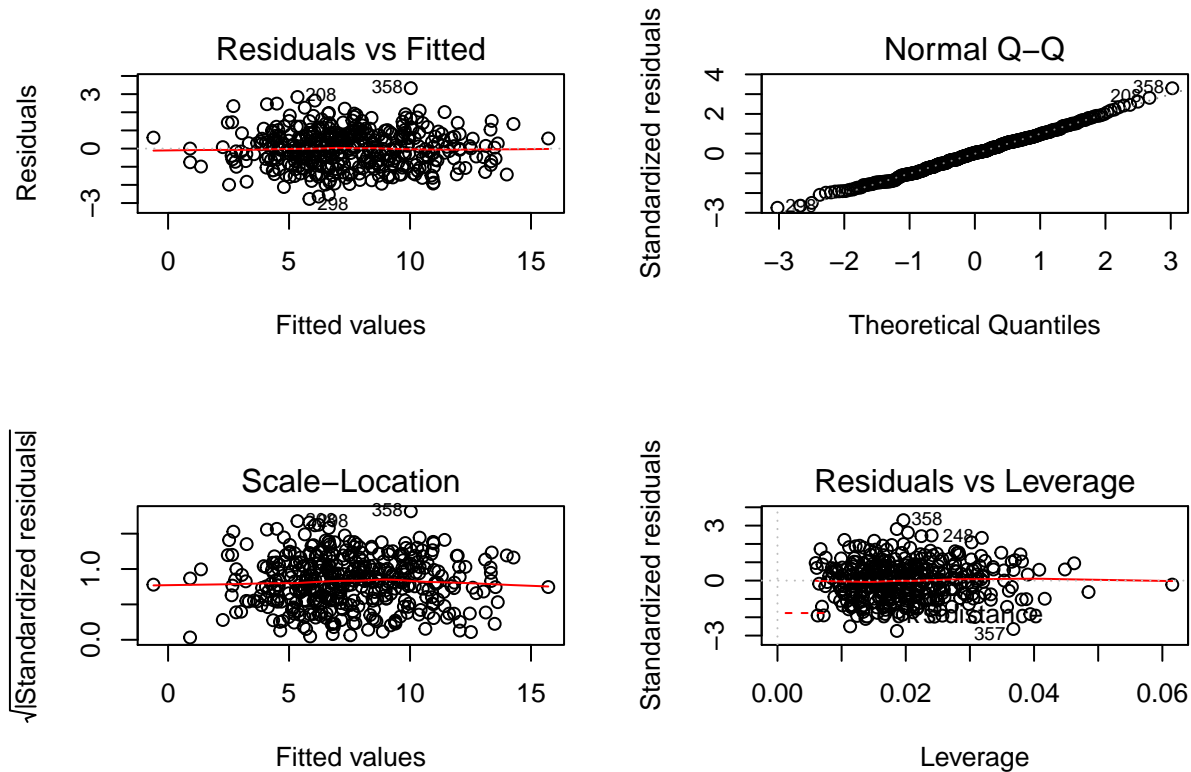 Residuals vs Fitted
Residuals
3
0
−3
358
208
298
0 5 10 15
Fitted values
Normal Q−Q
Standardized residuals
4
2
0
−3
358
208
298
−3 −2 −1 0 1 2 3
Theoretical Quantiles
Scale−Location
√|Standardized residuals|
1.0
0.0
358
0 5 10 15
Fitted values
Residuals vs Leverage
Standardized residuals
3
0
−3
358
248
Cook's distance
357
0.00 0.02 0.04 0.06
Leverage